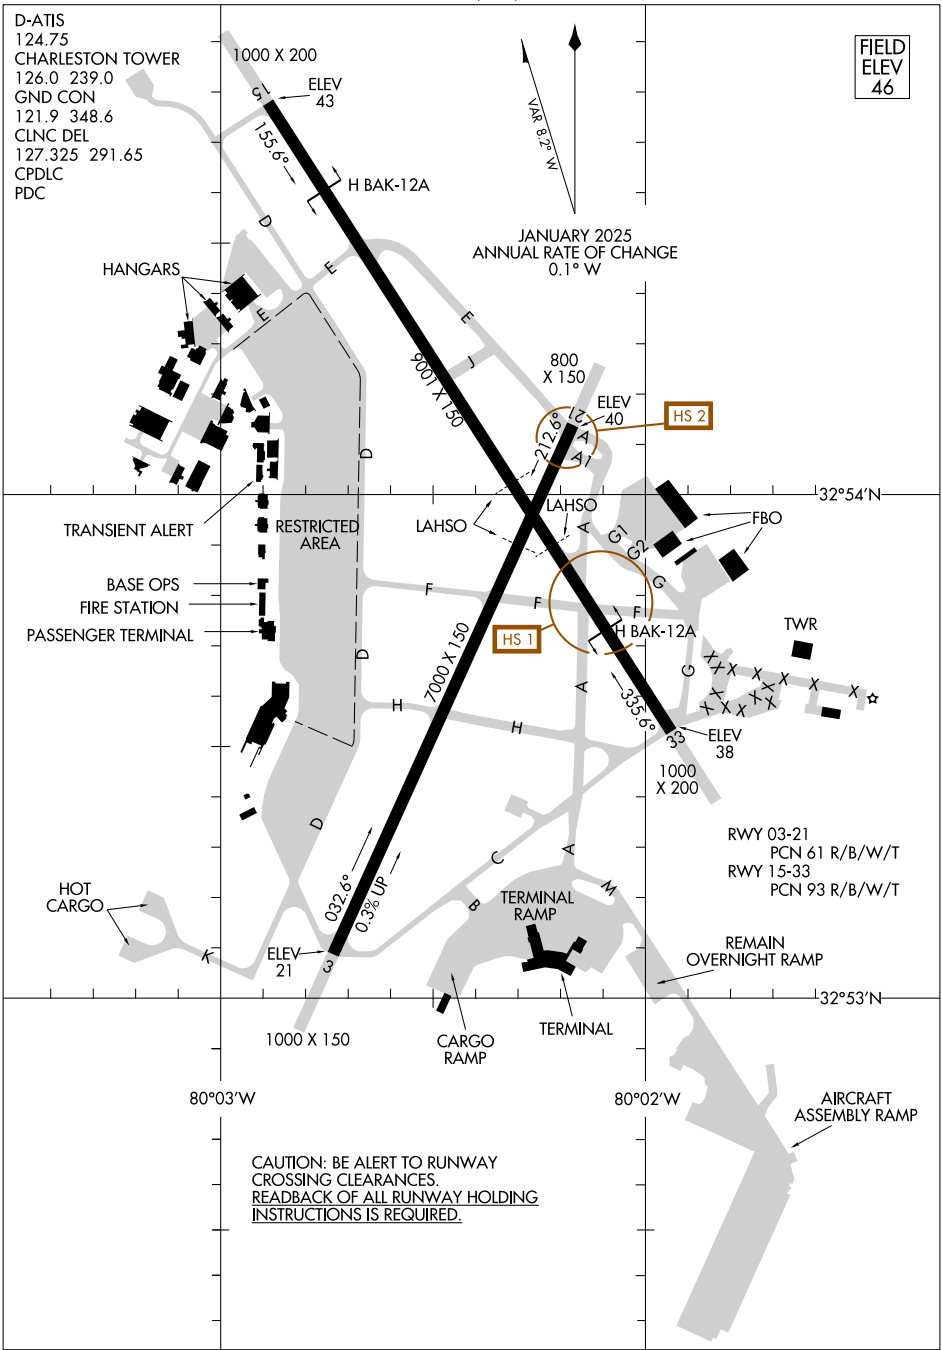 D-ATIS
124.75
CHARLESTON TOWER
126.0 239.0
GND CON
121.9 348.6
CLNC DEL
127.325 291.65
CPDLC
PDC
1000 X 200
ELEV
43
15
155.6°
H BAK-12A
VAR 8.2° W
JANUARY 2025
ANNUAL RATE OF CHANGE
0.1° W
FIELD
ELEV
46
D
E
HANGARS
E
E
J
9001 X 150
800
X 150
21
ELEV
40
HS 2
212.6°
A
A1
D
32°54'N
TRANSIENT ALERT
RESTRICTED
AREA
LAHSO
LAHSO
A
G1
G2
G
FBO
BASE OPS
FIRE STATION
PASSENGER TERMINAL
F
F
F
HS 1
H BAK-12A
TWR
D
7000 X 150
A
G
X X X X X X X X X X X X X
335.6°
H
H
33
ELEV
38
1000
X 200
D
C
A
M
B
RWY 03-21
PCN 61 R/B/W/T
RWY 15-33
PCN 93 R/B/W/T
032.6°
0.3% UP
HOT
CARGO
K
ELEV
21
3
TERMINAL
RAMP
REMAIN
OVERNIGHT RAMP
32°53'N
1000 X 150
CARGO
RAMP
TERMINAL
80°03'W
80°02'W
AIRCRAFT
ASSEMBLY RAMP
CAUTION: BE ALERT TO RUNWAY
CROSSING CLEARANCES.
READBACK OF ALL RUNWAY HOLDING
INSTRUCTIONS IS REQUIRED.